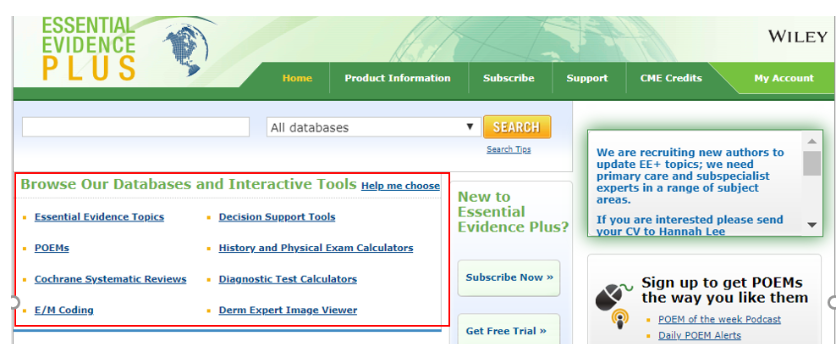 ESSENTIAL
EVIDENCE
PLUS
WILEY
Home Product Information Subscribe Support CME Credits My Account
All databases ▼ SEARCH
Search Tips
Browse Our Databases and Interactive Tools Help me choose
Essential Evidence Topics
POEMs
Cochrane Systematic Reviews
E/M Coding
Decision Support Tools
History and Physical Exam Calculators
Diagnostic Test Calculators
Derm Expert Image Viewer
New to
Essential
Evidence Plus?
Subscribe Now »
Get Free Trial »
We are recruiting new authors to
update EE+ topics; we need
primary care and subspecialist
experts in a range of subject
areas.
If you are interested please send
your CV to Hannah Lee
Sign up to get POEMs
the way you like them
POEM of the week Podcast
Daily POEM Alerts